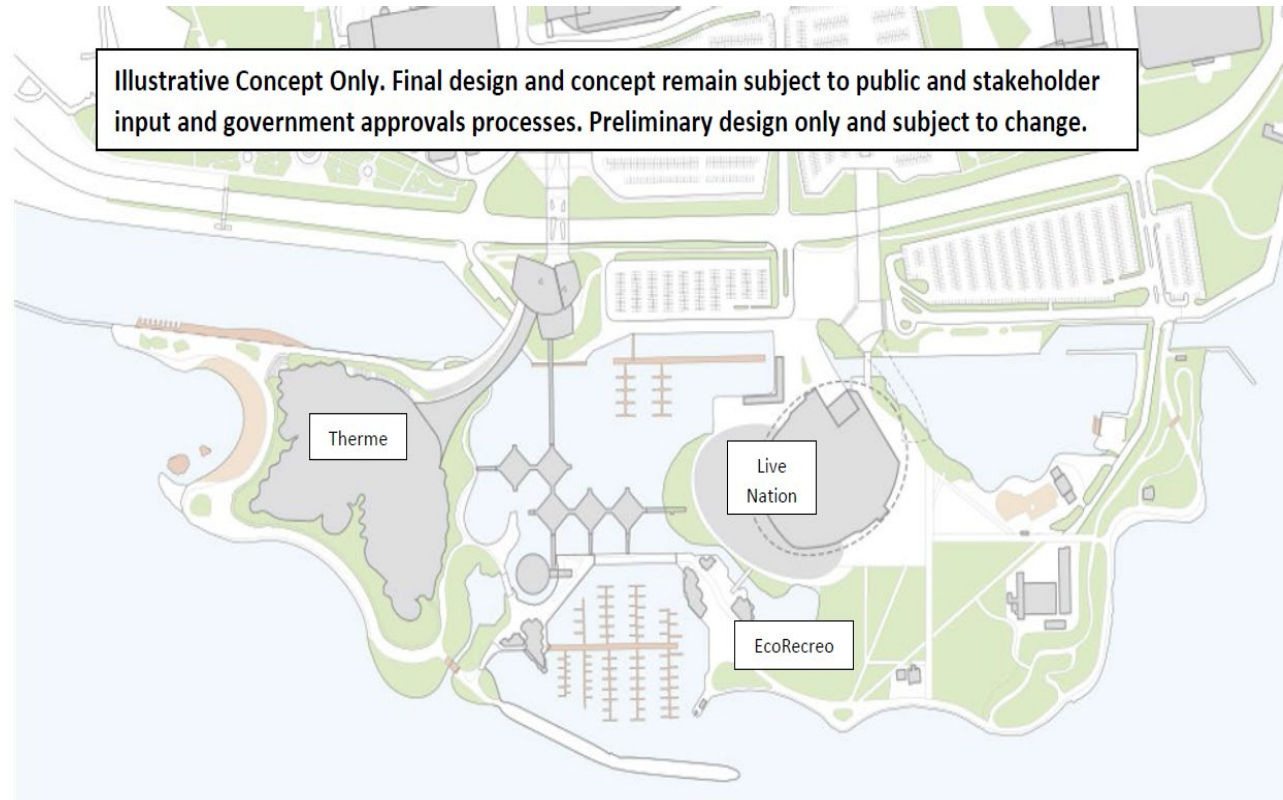 Illustrative Concept Only. Final design and concept remain subject to public and stakeholder
input and government approvals processes. Preliminary design only and subject to change.
Therme
Live
Nation
EcoRecreo